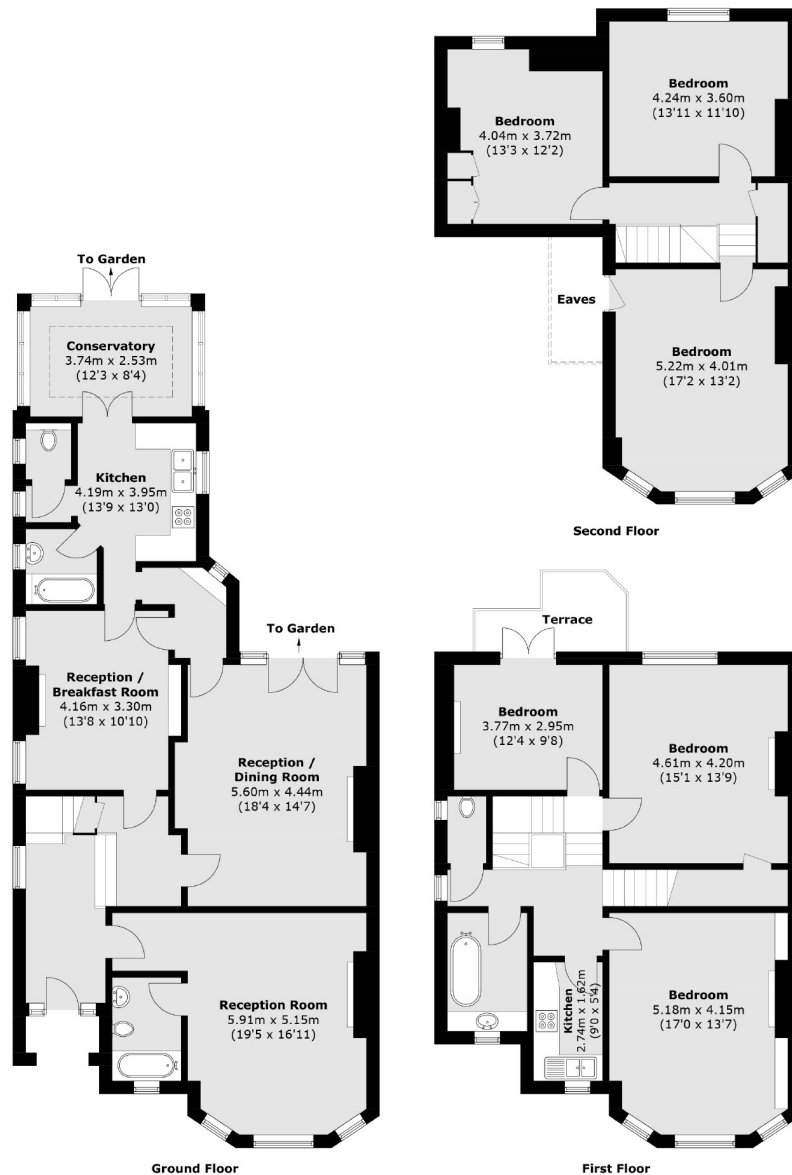 Bedroom
4.24m x 3.60m
(13'11 x 11'10)
Bedroom
4.04m x 3.72m
(13'3 x 12'2)
Eaves
Bedroom
5.22m x 4.01m
(17'2 x 13'2)
Second Floor
To Garden
Conservatory
3.74m x 2.53m
(12'3 x 8'4)
Kitchen
4.19m x 3.95m
(13'9 x 13'0)
To Garden
Reception /
Breakfast Room
4.16m x 3.30m
(13'8 x 10'10)
Reception /
Dining Room
5.60m x 4.44m
(18'4 x 14'7)
Reception Room
5.91m x 5.15m
(19'5 x 16'11)
Ground Floor
Terrace
Bedroom
3.77m x 2.95m
(12'4 x 9'8)
Bedroom
4.61m x 4.20m
(15'1 x 13'9)
Kitchen
2.74m x 1.62m
(9'0 x 5'4)
Bedroom
5.18m x 4.15m
(17'0 x 13'7)
First Floor